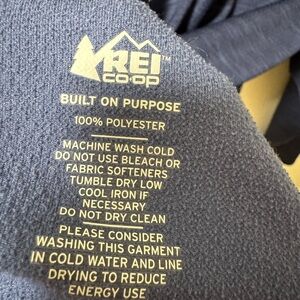 REI™
CO·OP
BUILT ON PURPOSE
100% POLYESTER
MACHINE WASH COLD
DO NOT USE BLEACH OR
FABRIC SOFTENERS
TUMBLE DRY LOW
COOL IRON IF
NECESSARY
DO NOT DRY CLEAN
PLEASE CONSIDER
WASHING THIS GARMENT
IN COLD WATER AND LINE
DRYING TO REDUCE
ENERGY USE